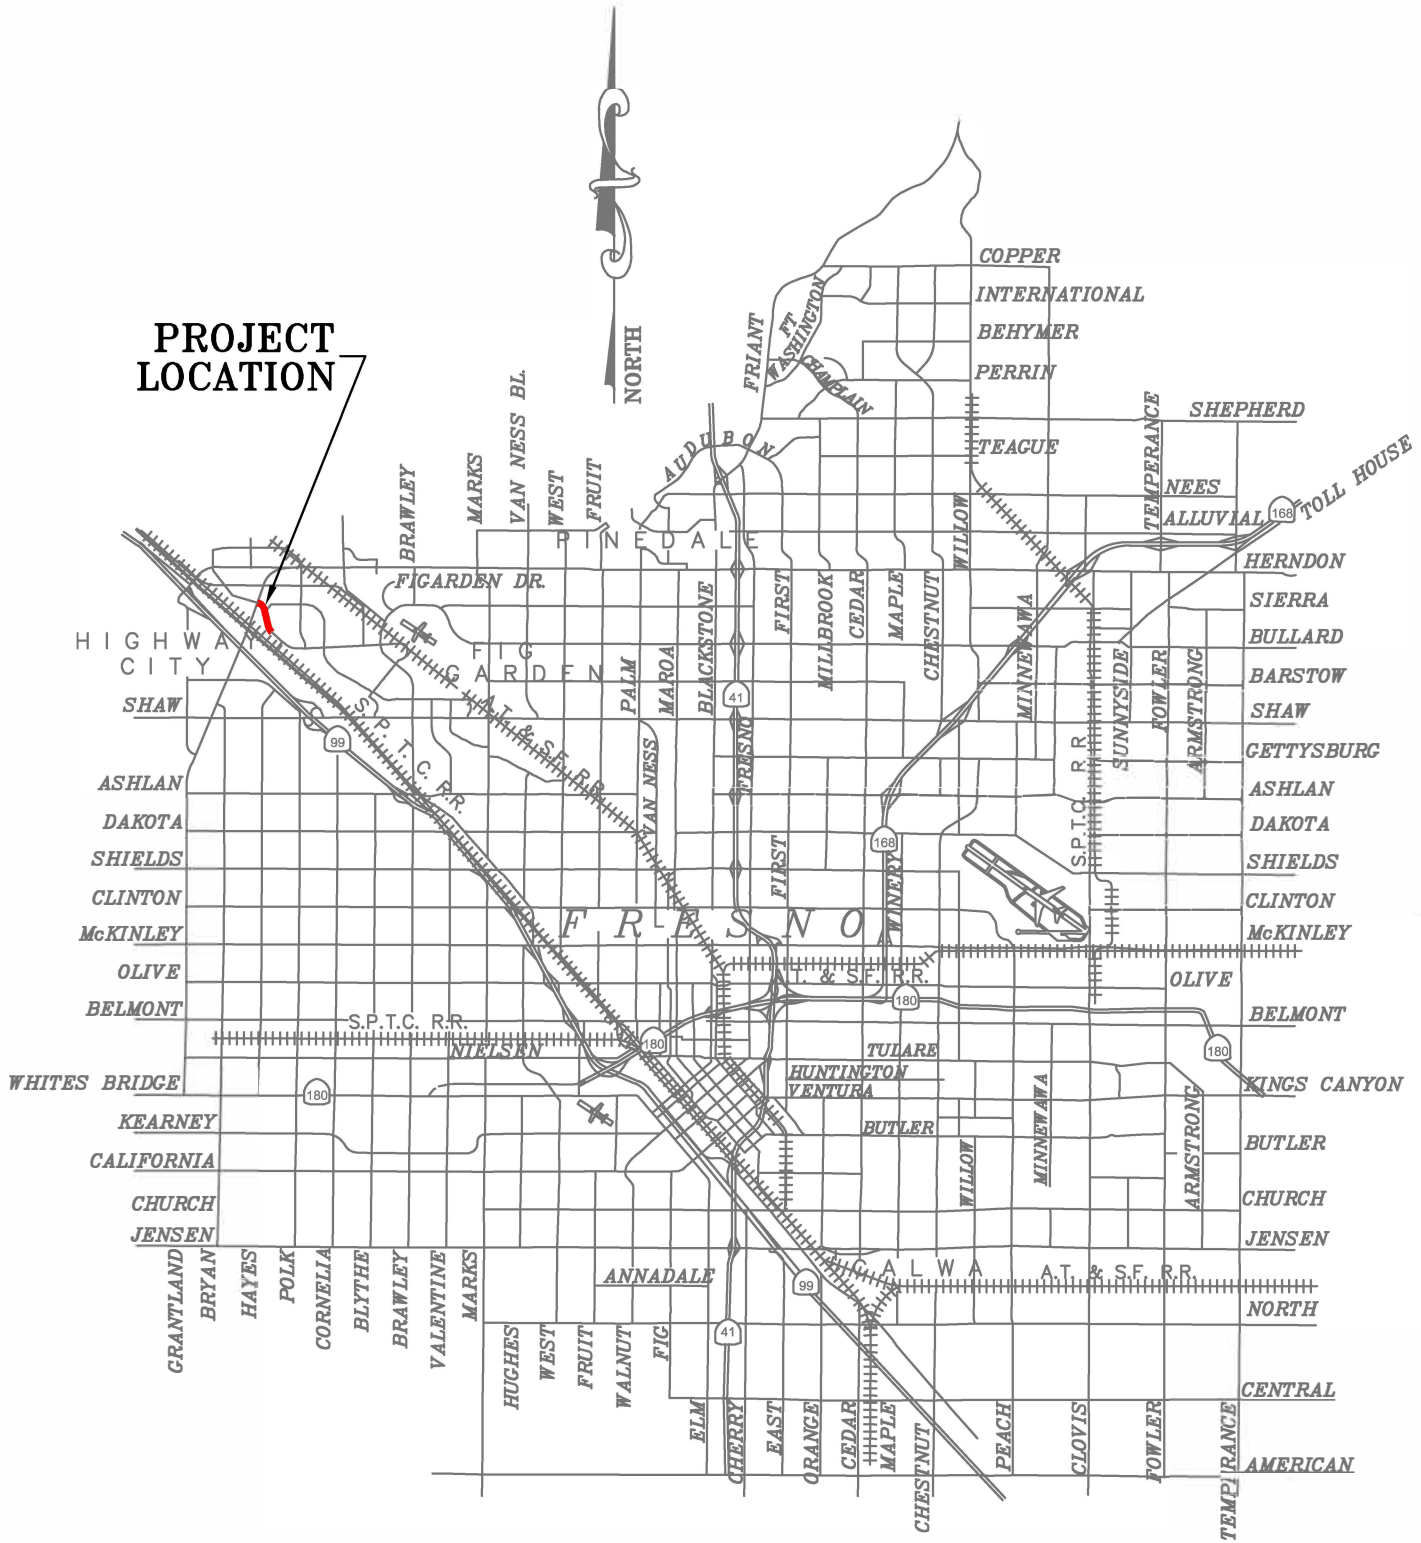 COPPER
INTERNATIONAL
BEHYMER
PERRIN
FRIANT
FT
WASHINGTON
CHAMPLAIN
NORTH
PROJECT
LOCATION
SHEPHERD
TEAGUE
TEMPERANCE
NEES
ALLUVIAL
168
TOLL HOUSE
HERNDON
AUDUBON
BRAWLEY
MARKS
VAN NESS BL.
WEST
FRUIT
PINEDALE
WILLOW
FIGARDEN DR.
HIGHWAY
CITY
FIG
GARDEN
PALM
MAROA
BLACKSTONE
FIRST
MILLBROOK
CEDAR
MAPLE
CHESTNUT
MINNEWAWA
SUNNYSIDE
FOWLER
ARMSTRONG
SIERRA
BULLARD
BARSTOW
SHAW
GETTYSBURG
ASHLAN
DAKOTA
SHIELDS
CLINTON
McKINLEY
OLIVE
BELMONT
KINGS CANYON
SHAW
99
S.P.T.C. R.R.
A.T. & S.F. R.R.
41
FRESNO
VAN NESS
FIRST
168
WINERY
S.P.T.C. R R
ASHLAN
DAKOTA
SHIELDS
CLINTON
McKINLEY
OLIVE
BELMONT
FRESNO
A.T. & S.F. R.R.
180
180
180
S.P.T.C. R.R.
NIELSEN
WHITES BRIDGE
180
KEARNEY
CALIFORNIA
CHURCH
JENSEN
TULARE
HUNTINGTON
VENTURA
BUTLER
WILLOW
MINNEWAWA
ARMSTRONG
BUTLER
CHURCH
JENSEN
GRANTLAND
BRYAN
HAYES
POLK
CORNELIA
BLYTHE
BRAWLEY
VALENTINE
MARKS
ANNADALE
CALWA
A.T. & S.F. R.R.
99
41
NORTH
HUGHES
WEST
FRUIT
WALNUT
FIG
CENTRAL
ELM
CHERRY
EAST
ORANGE
CEDAR
MAPLE
CHESTNUT
PEACH
CLOVIS
FOWLER
TEMPERANCE
AMERICAN